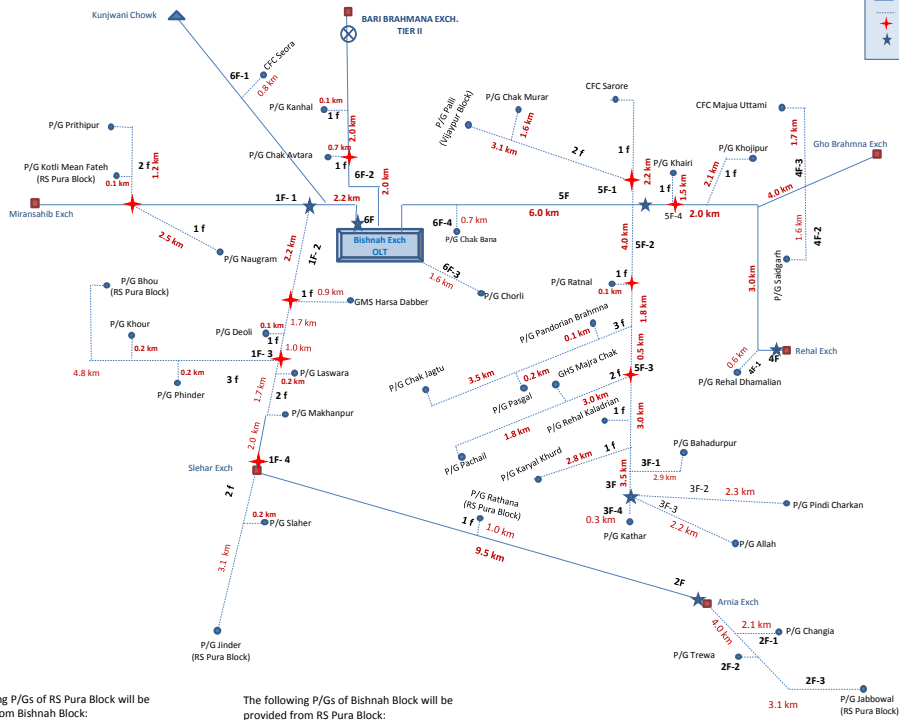 Kunjwani Chowk
BARI BRAHMANA EXCH.
TIER II
CFC Seora
0.8 km
6F-1
P/G Kanhal
0.1 km
1 f
2.0 km
P/G Chak Avtara
0.7 km
1 f
6F-2
2.0 km
P/G Prithipur
2 f
1.2 km
P/G Kotli Mean Fateh
(RS Pura Block)
0.1 km
Miransahib Exch
1F- 1
2.2 km
6F
Bishnah Exch
OLT
1 f
2.5 km
P/G Naugram
2.2 km
1F- 2
P/G Palli
(Vijaypur Block)
P/G Chak Murar
1.6 km
3.1 km
2 f
CFC Sarore
1 f
5F-1
2.2 km
P/G Khairi
1 f
1.5 km
5F-4
P/G Khojipur
2.1 km
1 f
CFC Majua Uttami
1.7 km
4F-3
Gho Brahmna Exch
4.0 km
5F
6.0 km
2.0 km
6F-4
0.7 km
P/G Chak Bana
6F-3
1.6 km
P/G Chorli
4.0 km
5F-2
3.0 km
P/G Saidgarh
1.6 km
4F-2
P/G Ratnal
1 f
0.1 km
1.8 km
P/G Bhou
(RS Pura Block)
1 f
0.9 km
GMS Harsa Dabber
1.7 km
P/G Khour
0.2 km
P/G Deoli
0.1 km
1 f
1.0 km
1F- 3
4.8 km
0.2 km
P/G Phinder
3 f
0.2 km
P/G Laswara
1.7 km
2 f
P/G Makhanpur
2.0 km
P/G Pandorian Brahmna
0.1 km
3 f
0.5 km
P/G Chak Jagtu
3.5 km
0.2 km
P/G Pasgal
GHS Majra Chak
2 f
5F-3
3.0 km
P/G Rehal Kaladrian
1 f
3.0 km
1.8 km
P/G Pachail
P/G Karyal Khurd
2.8 km
1 f
3.5 km
3F-1
P/G Bahadurpur
2.9 km
Rehal Exch
4F
0.6 km
4F-1
P/G Rehal Dhamalian
Slehar Exch
1F- 4
2 f
0.2 km
P/G Slaher
3.1 km
P/G Jinder
(RS Pura Block)
P/G Rathana
(RS Pura Block)
1 f
1.0 km
9.5 km
3F
3F-2
2.3 km
P/G Pindi Charkan
3F-3
2.2 km
P/G Allah
3F-4
0.3 km
P/G Kathar
2F
Arnia Exch
4.0 km
2.1 km
P/G Changia
2F-1
P/G Trewa
2F-2
2F-3
3.1 km
P/G Jabbowal
(RS Pura Block)
P/Gs of RS Pura Block will be
om Bishnah Block:
The following P/Gs of Bishnah Block will be
provided from RS Pura Block: